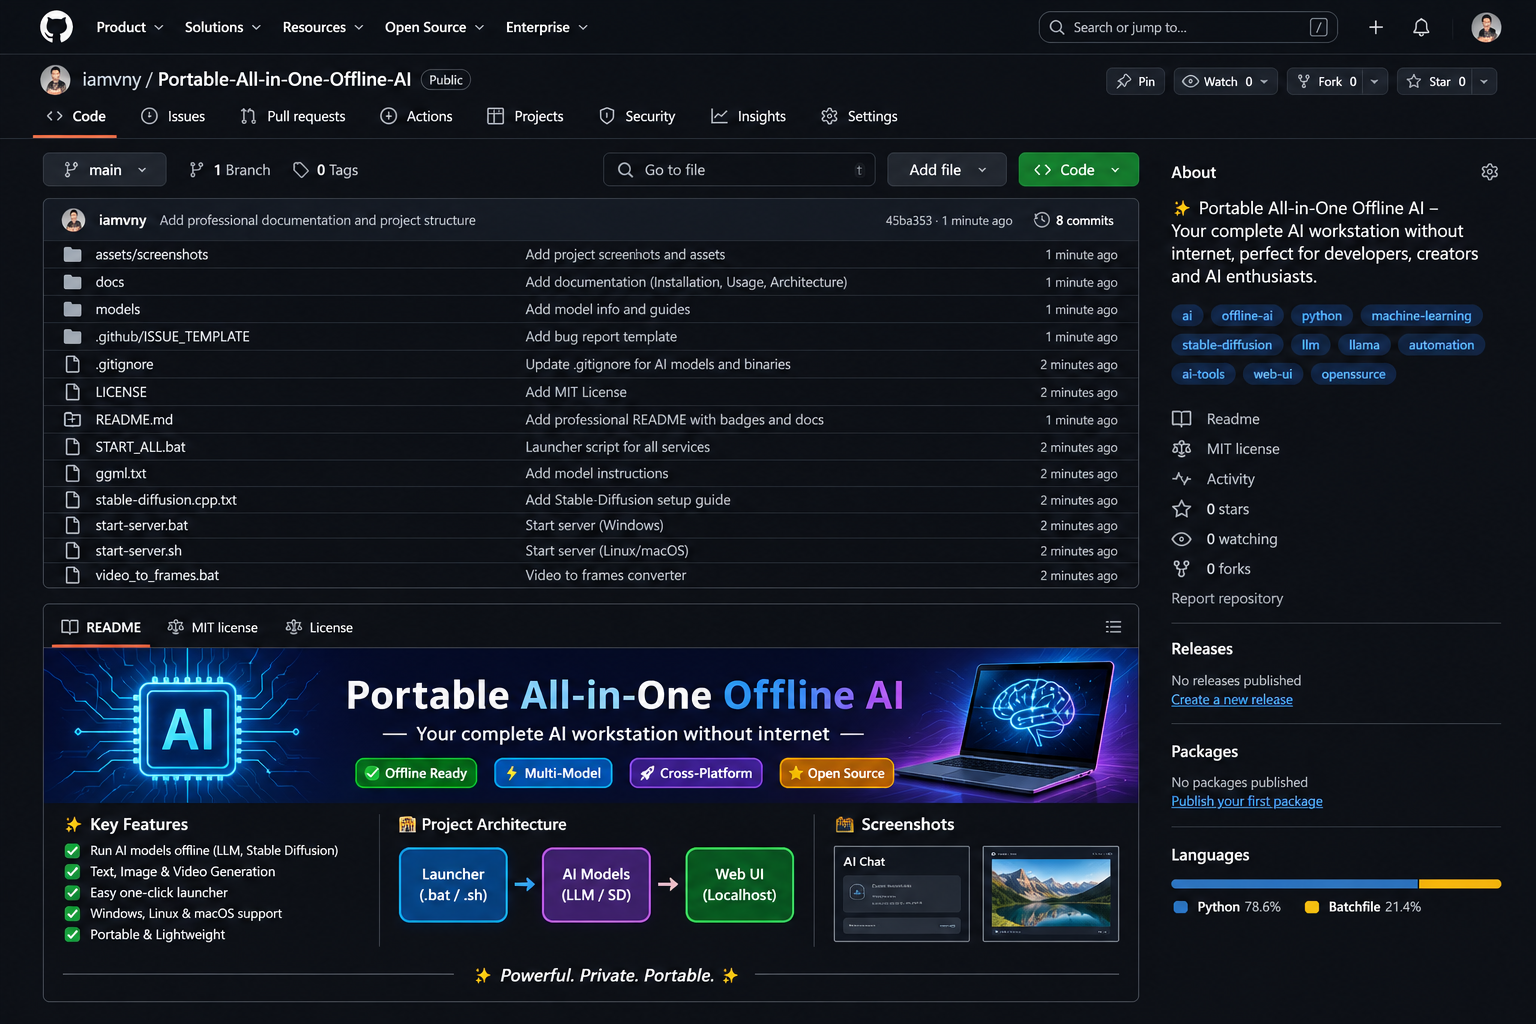 Product Solutions Resources Open Source Enterprise Search or jump to... /
iamvny / Portable-All-in-One-Offline-AI Public Pin Watch 0 Fork 0 Star 0
Code Issues Pull requests Actions Projects Security Insights Settings
main 1 Branch 0 Tags Go to file t Add file Code
iamvny Add professional documentation and project structure 45ba353 · 1 minute ago 8 commits
assets/screenshots Add project screenhots and assets 1 minute ago
docs Add documentation (Installation, Usage, Architecture) 1 minute ago
models Add model info and guides 1 minute ago
.github/ISSUE_TEMPLATE Add bug report template 1 minute ago
.gitignore Update .gitignore for AI models and binaries 2 minutes ago
LICENSE Add MIT License 2 minutes ago
README.md Add professional README with badges and docs 1 minute ago
START_ALL.bat Launcher script for all services 2 minutes ago
ggml.txt Add model instructions 2 minutes ago
stable-diffusion.cpp.txt Add Stable-Diffusion setup guide 2 minutes ago
start-server.bat Start server (Windows) 2 minutes ago
start-server.sh Start server (Linux/macOS) 2 minutes ago
video_to_frames.bat Video to frames converter 2 minutes ago
README MIT license License
AI
Portable All-in-One Offline AI
Your complete AI workstation without internet
Offline Ready Multi-Model Cross-Platform Open Source
Key Features
Run AI models offline (LLM, Stable Diffusion)
Text, Image & Video Generation
Easy one-click launcher
Windows, Linux & macOS support
Portable & Lightweight
Project Architecture
Launcher
(.bat / .sh)
AI Models
(LLM / SD)
Web UI
(Localhost)
Screenshots
AI Chat
Powerful. Private. Portable.
About
Portable All-in-One Offline AI –
Your complete AI workstation without
internet, perfect for developers, creators
and AI enthusiasts.
ai offline-ai python machine-learning
stable-diffusion llm llama automation
ai-tools web-ui openssurce
Readme
MIT license
Activity
0 stars
0 watching
0 forks
Report repository
Releases
No releases published
Create a new release
Packages
No packages published
Publish your first package
Languages
Python 78.6% Batchfile 21.4%